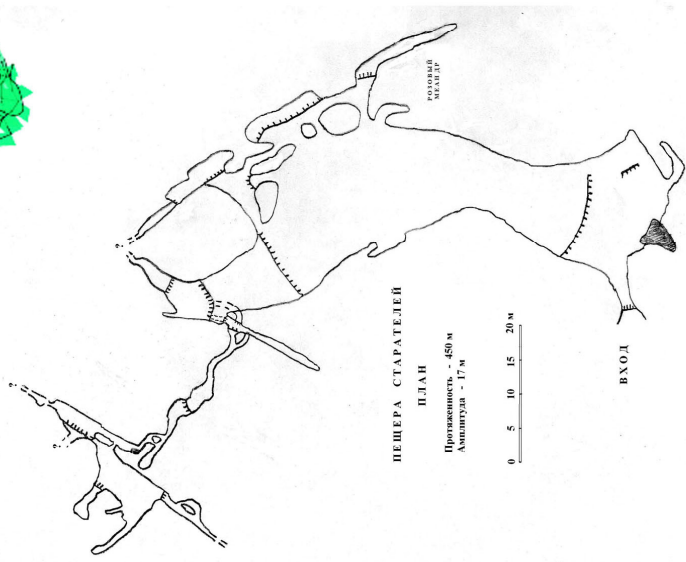 РОЗОВЫЙ
МЕАНДР
ПЕЩЕРА СТАРАТЕЛЕЙ
ПЛАН
Протяженность - 450 м
Амплитуда - 17 м
0 5 10 15 20 м
ВХОД
?
?
?